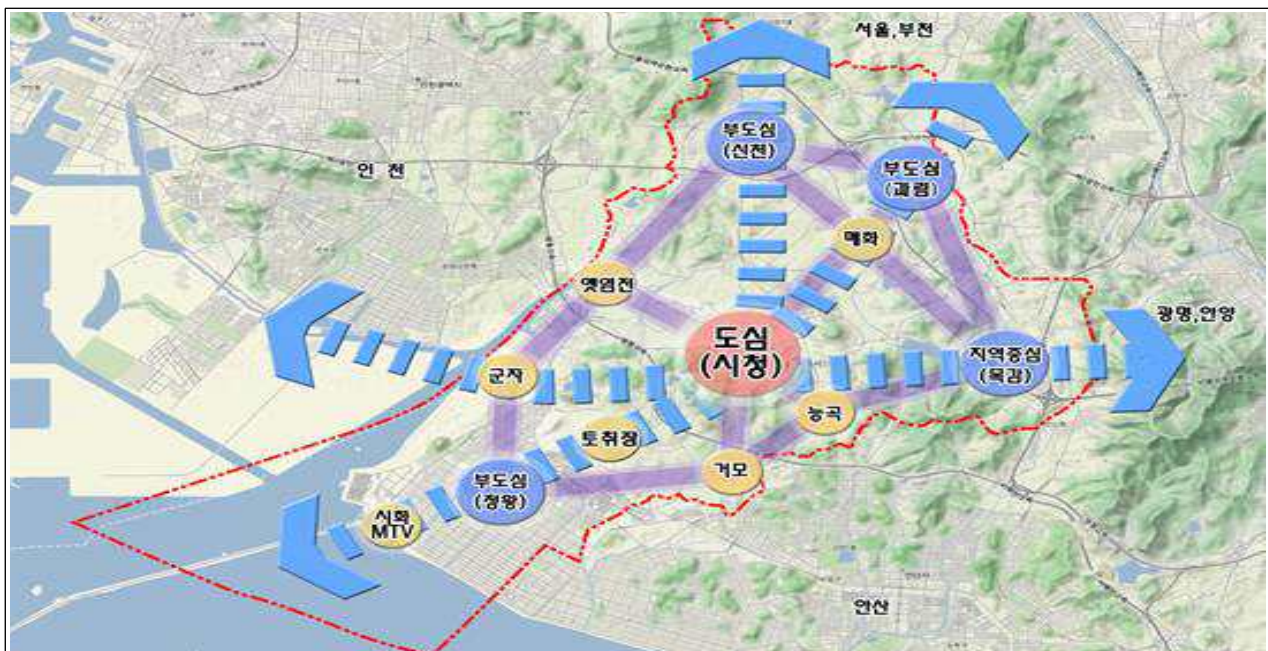 서울,부천
부도심
(신천)
인 천
부도심
(과림)
매화
옛염전
광명,안양
도심
(시청)
지역중심
(목감)
군자
능곡
토취장
거모
부도심
(정왕)
시화
MTV
안산